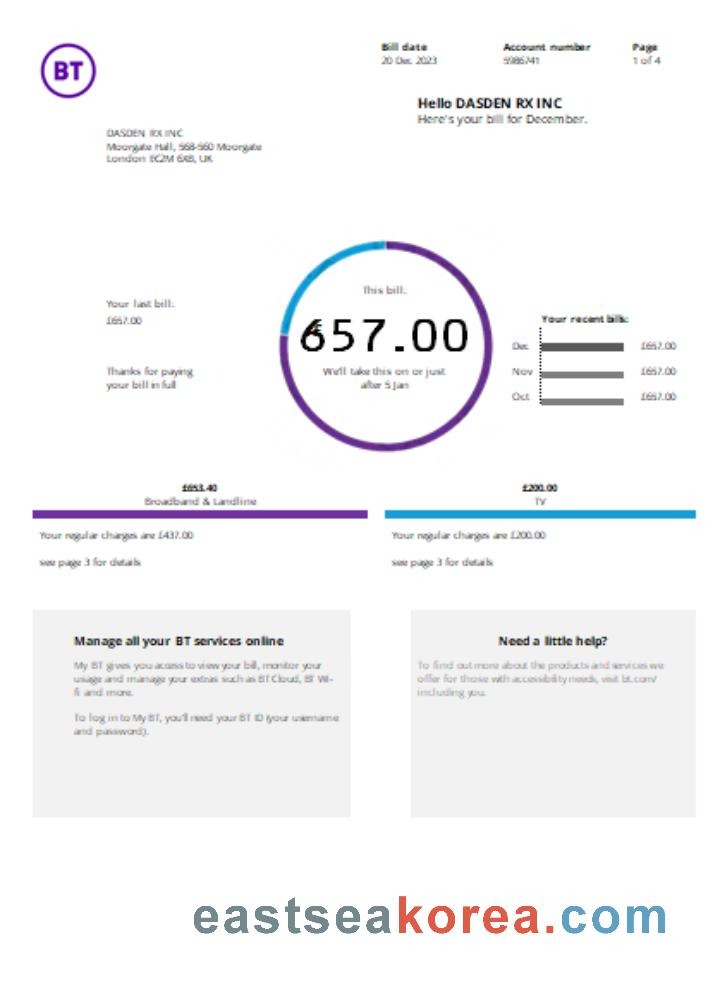 BT
Bill date Account number Page
20 Dec 2023 5986741 1 of 4
Hello DASDEN RX INC
Here's your bill for December.
DASDEN RX INC
Moorgate Hall, 568-560 Moorgate
London EC2M 6XB, UK
Your last bill:
£657.00
Thanks for paying
your bill in full
This bill:
657.00
We'll take this on or just
after 5 Jan
Your recent bills:
Dec £657.00
Nov £657.00
Oct £657.00
£653.40
Broadband & Landline
Your regular charges are £437.00
see page 3 for details
£200.00
TV
Your regular charges are £200.00
see page 3 for details
Manage all your BT services online
My BT gives you access to view your bill, monitor your
usage and manage your extras such as BT Cloud, BT Wi-
fi and more.
To log in to My BT, you'll need your BT ID (your username
and password).
Need a little help?
To find out more about the products and services we
offer for those with accessibility needs, visit bt.com/
including you.
eastseakorea.com